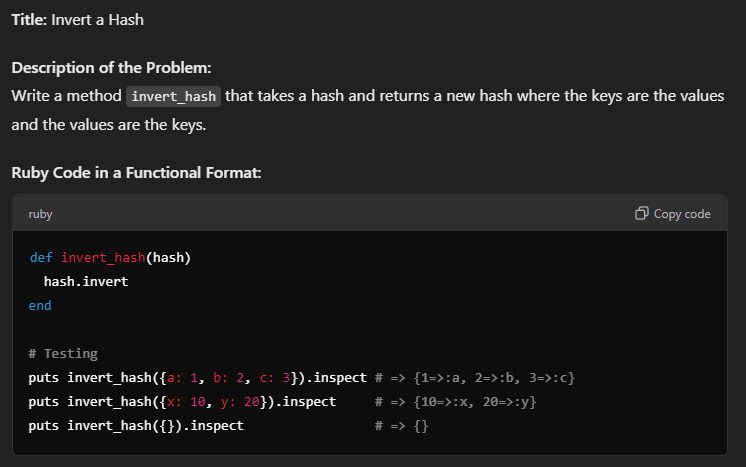 Title: Invert a Hash
Description of the Problem:
Write a method invert_hash that takes a hash and returns a new hash where the keys are the values
and the values are the keys.
Ruby Code in a Functional Format:
ruby
Copy code
def invert_hash(hash)
  hash.invert
end
# Testing
puts invert_hash({a: 1, b: 2, c: 3}).inspect # => {1=>:a, 2=>:b, 3=>:c}
puts invert_hash({x: 10, y: 20}).inspect     # => {10=>:x, 20=>:y}
puts invert_hash({}).inspect                 # => {}